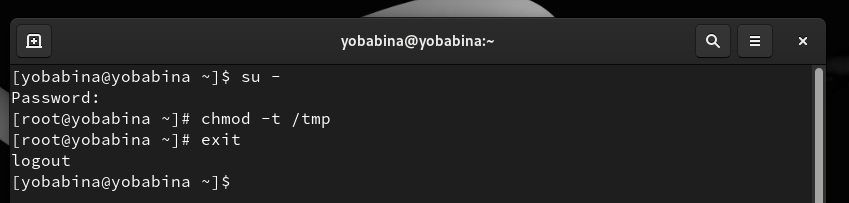 yobabina@yobabina:~
[yobabina@yobabina ~]$ su -
Password:
[root@yobabina ~]# chmod -t /tmp
[root@yobabina ~]# exit
logout
[yobabina@yobabina ~]$